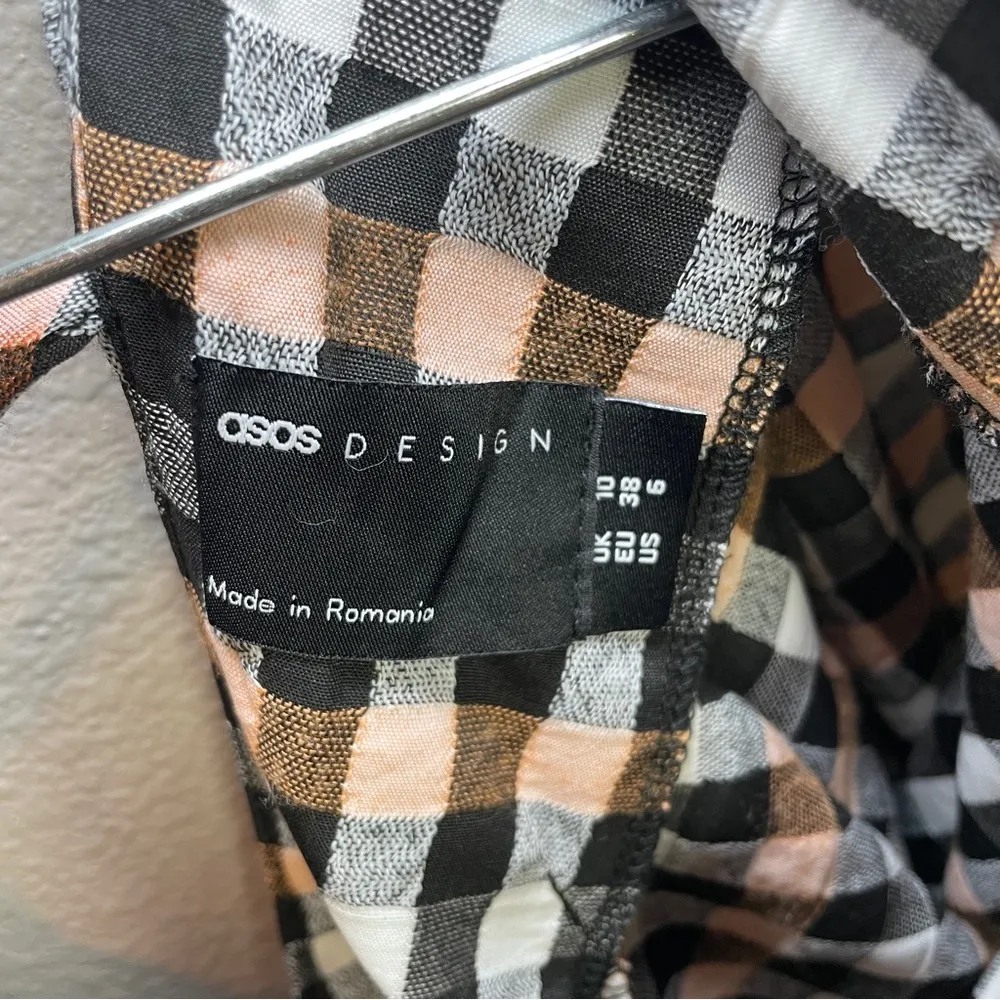 asos DESIGN
Made in Romania
UK 10
EU 38
US 6